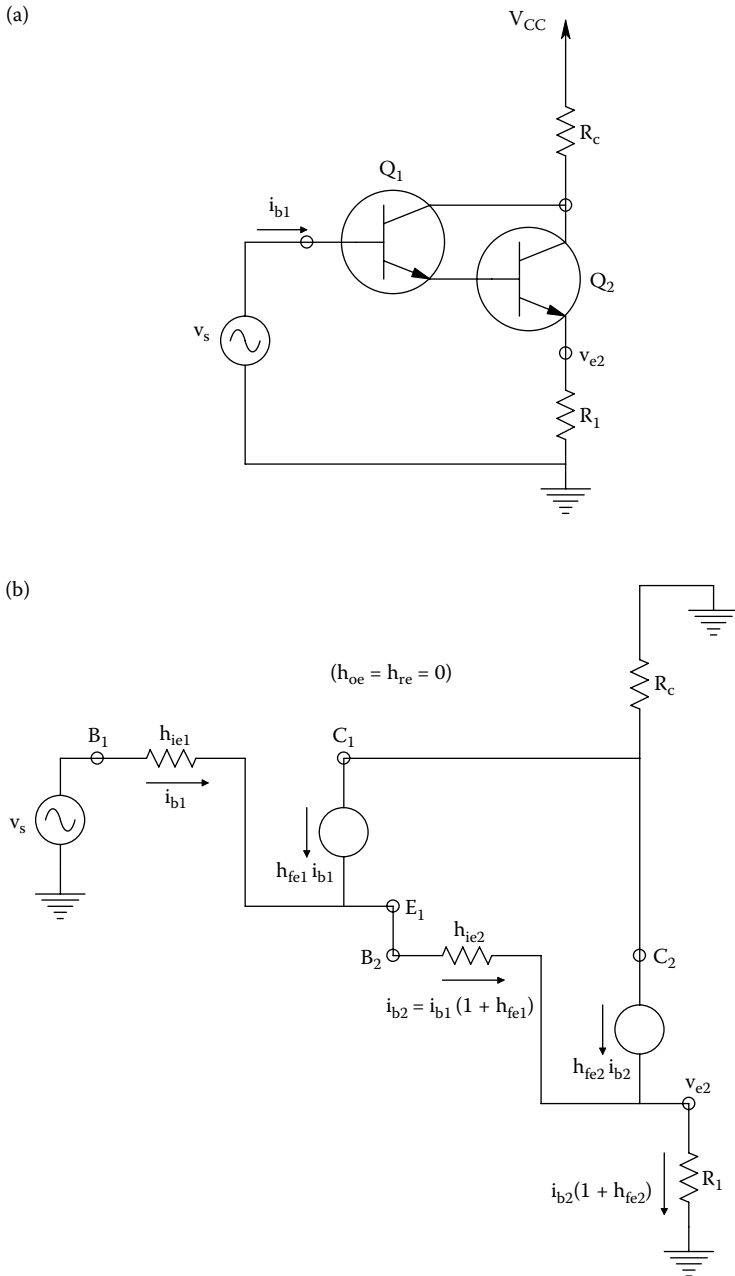 (a)
V_CC
R_c
Q_1
i_b1
Q_2
v_s
v_e2
R_1
(b)
(h_oe = h_re = 0)
R_c
B_1
h_ie1
C_1
i_b1
v_s
h_fe1 i_b1
E_1
h_ie2
B_2
C_2
i_b2 = i_b1 (1 + h_fe1)
h_fe2 i_b2
v_e2
R_1
i_b2(1 + h_fe2)